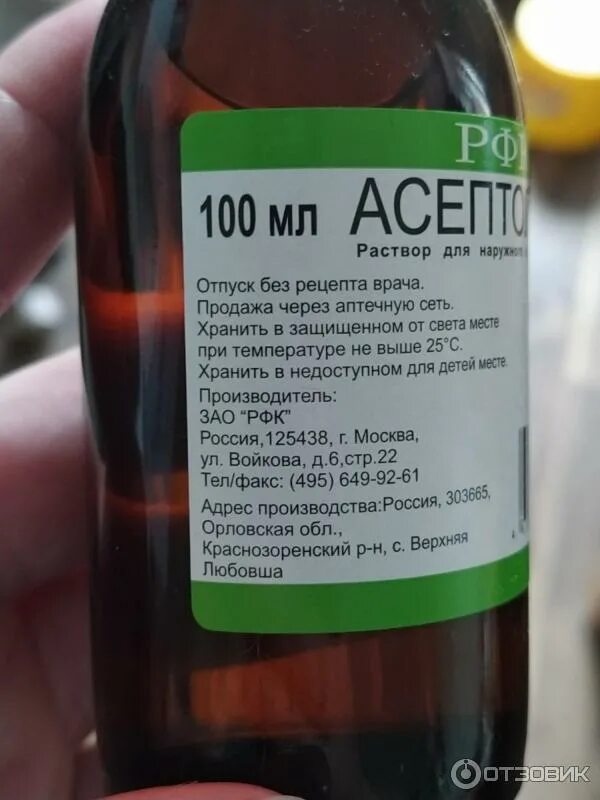 РФК
100 мл АСЕПТОЛ
Раствор для наружного
Отпуск без рецепта врача.
Продажа через аптечную сеть.
Хранить в защищенном от света месте
при температуре не выше 25°С.
Хранить в недоступном для детей месте.
Производитель:
ЗАО "РФК"
Россия,125438, г. Москва,
ул. Войкова, д.6,стр.22
Тел/факс: (495) 649-92-61
Адрес производства:Россия, 303665,
Орловская обл.,
Краснозоренский р-н, с. Верхняя
Любовша
ОТЗОВИК